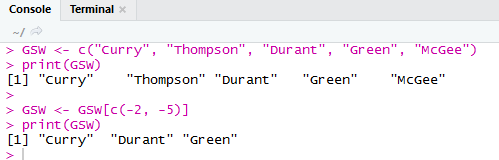 Console Terminal ×
~/
> GSW <- c("Curry", "Thompson", "Durant", "Green", "McGee")
> print(GSW)
[1] "Curry"    "Thompson" "Durant"   "Green"    "McGee"
>
> GSW <- GSW[c(-2, -5)]
> print(GSW)
[1] "Curry"  "Durant" "Green"
>